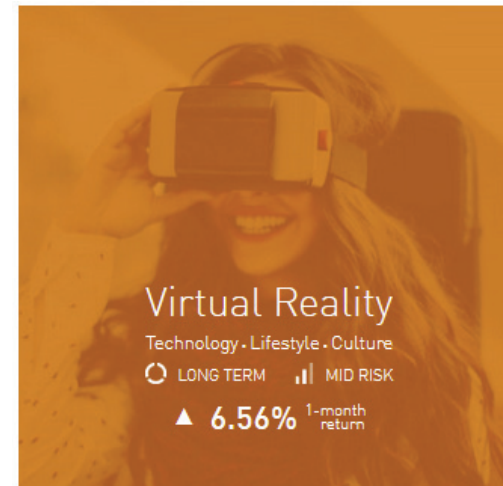 Virtual Reality
Technology • Lifestyle • Culture
LONG TERM MID RISK
▲ 6.56% 1-month
return